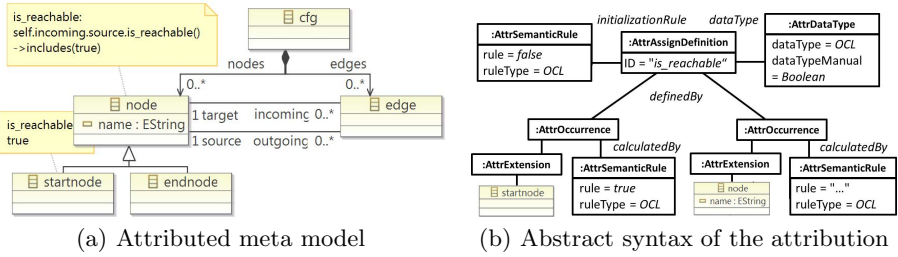 is_reachable:
self.incoming.source.is_reachable()
->includes(true)
cfg
nodes
edges
0..*
0..*
node
name : EString
1 target
incoming 0..*
1 source
outgoing 0..*
edge
is_reachable
true
startnode
endnode
(a) Attributed meta model
initializationRule
dataType
:AttrSemanticRule
rule = false
ruleType = OCL
:AttrAssignDefinition
ID = "is_reachable“
:AttrDataType
dataType = OCL
dataTypeManual
= Boolean
definedBy
:AttrOccurrence
:AttrOccurrence
calculatedBy
calculatedBy
:AttrExtension
startnode
:AttrSemanticRule
rule = true
ruleType = OCL
:AttrExtension
node
name : EString
:AttrSemanticRule
rule = "..."
ruleType = OCL
(b) Abstract syntax of the attribution